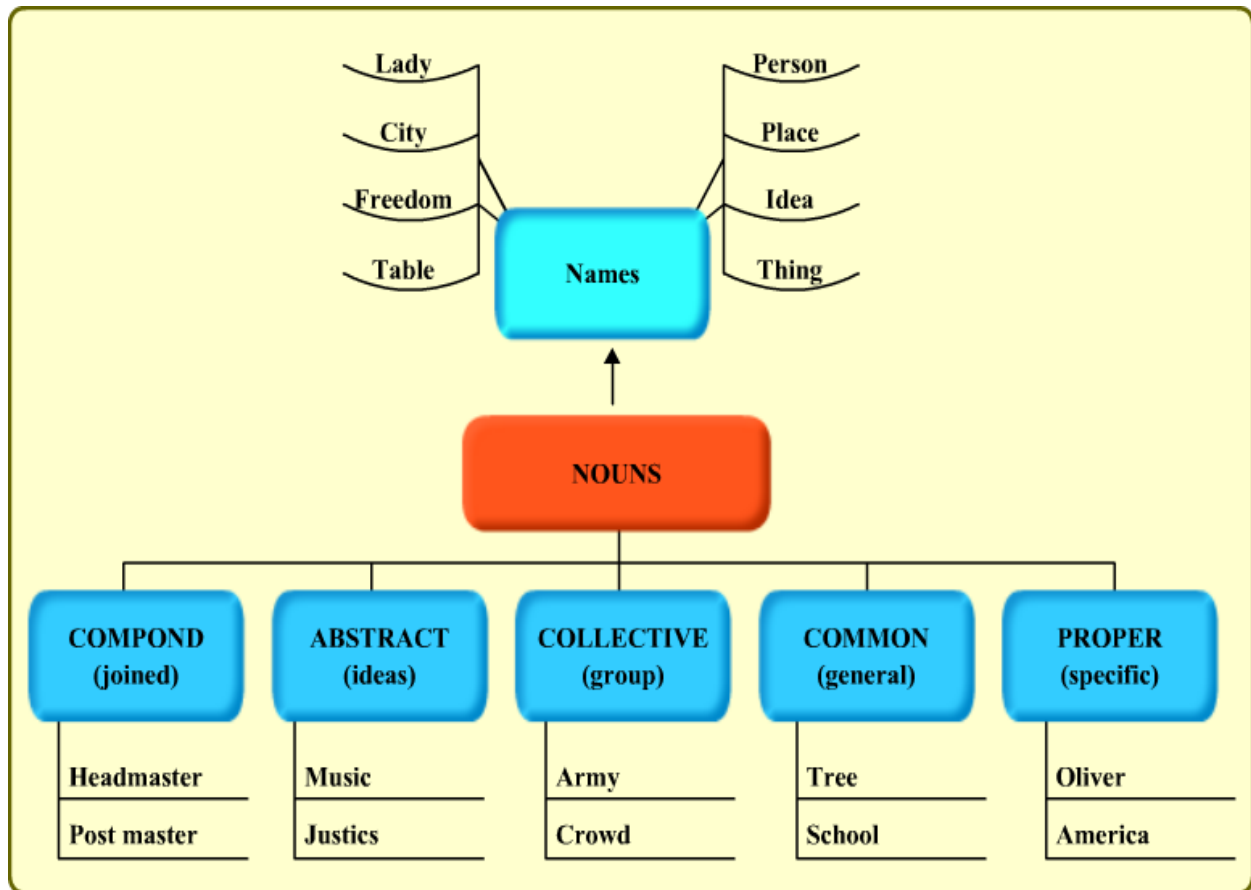 Lady
Person
City
Place
Freedom
Idea
Table
Thing
Names
NOUNS
COMPOND
(joined)
ABSTRACT
(ideas)
COLLECTIVE
(group)
COMMON
(general)
PROPER
(specific)
Headmaster
Post master
Music
Justics
Army
Crowd
Tree
School
Oliver
America